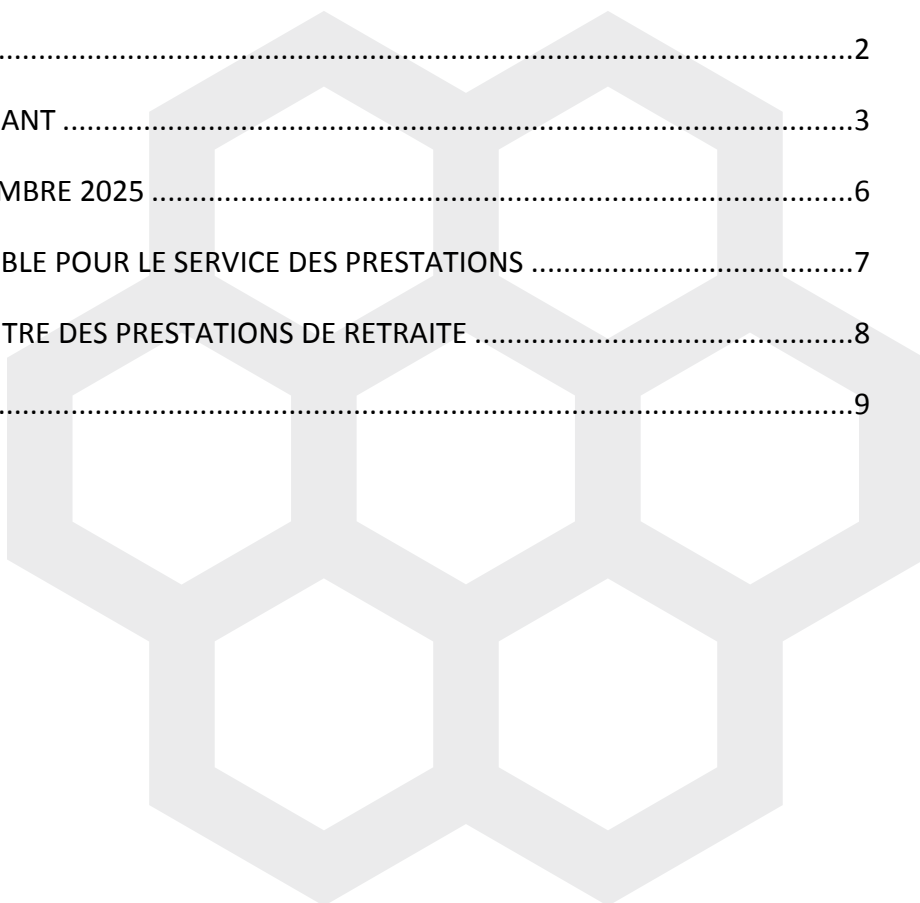 ........................................................................................................2
ANT ................................................................................................3
MBRE 2025 .....................................................................................6
BLE POUR LE SERVICE DES PRESTATIONS .......................................7
TRE DES PRESTATIONS DE RETRAITE ..............................................8
........................................................................................................9